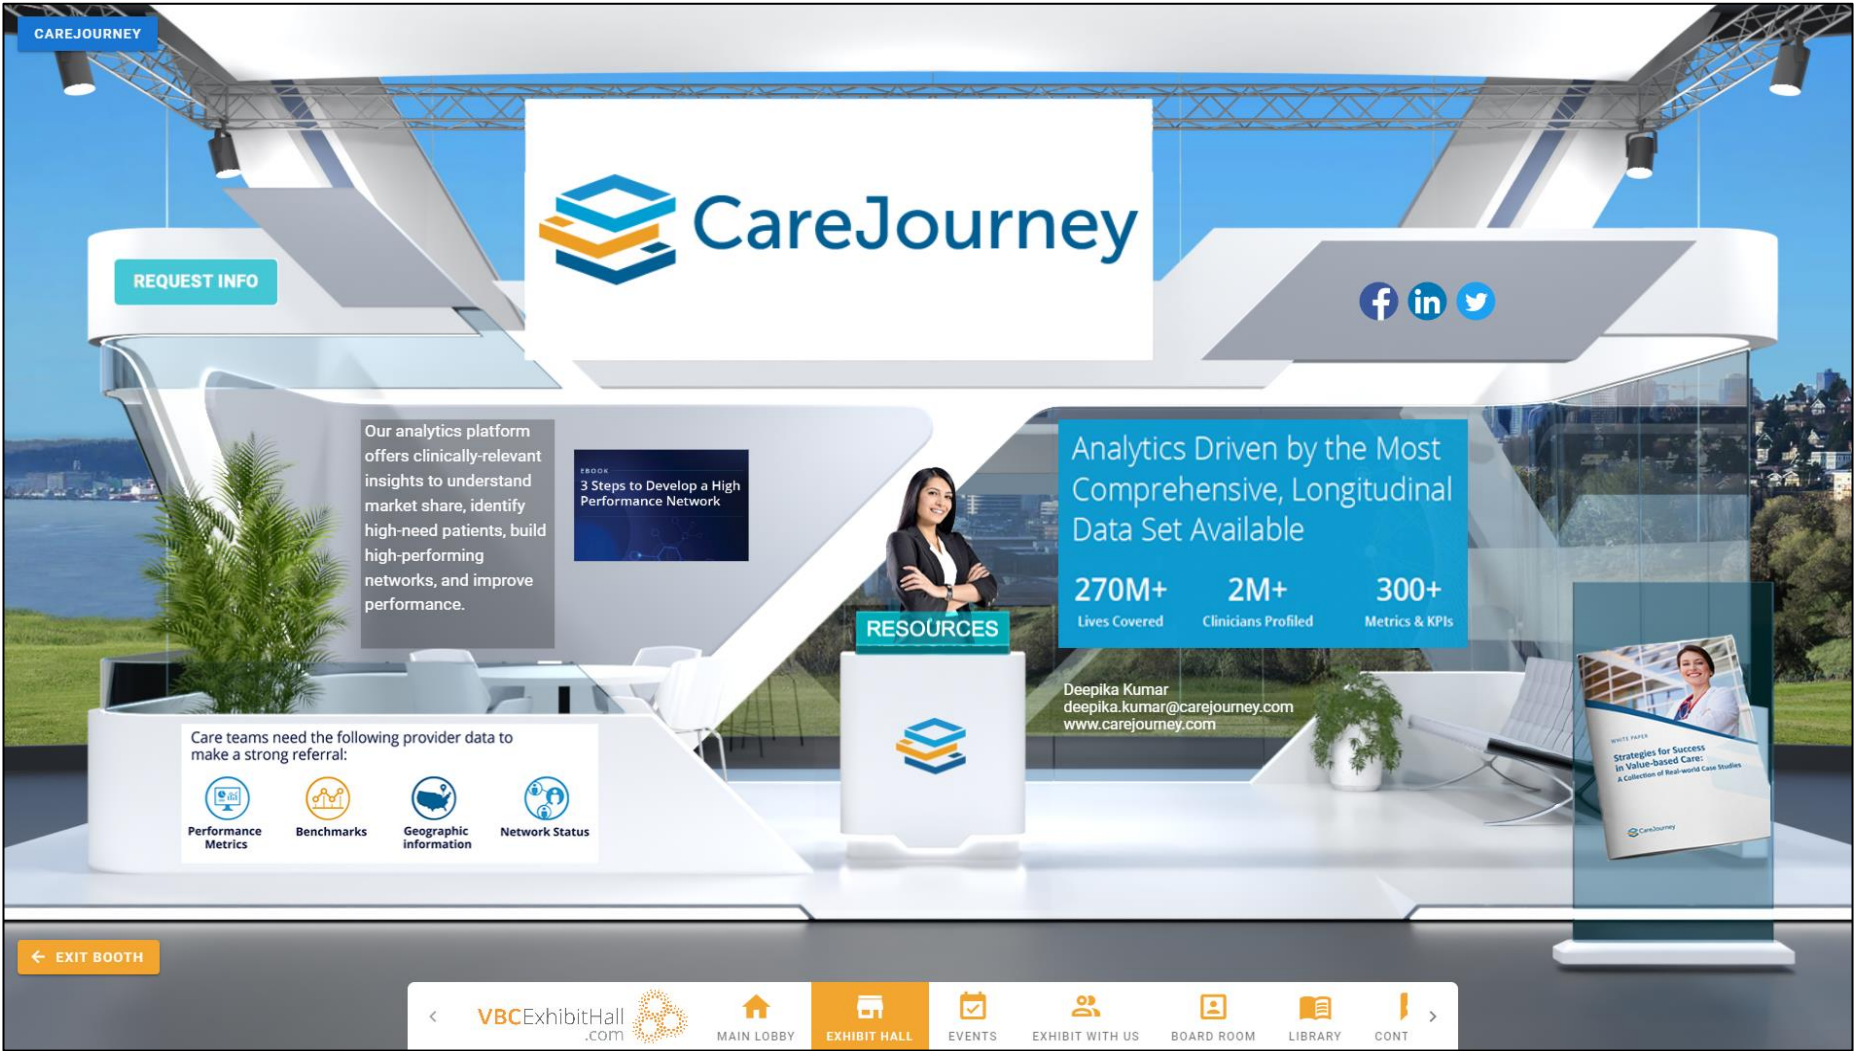 CAREJOURNEY
CareJourney
REQUEST INFO
f in
Our analytics platform
offers clinically-relevant
insights to understand
market share, identify
high-need patients, build
high-performing
networks, and improve
performance.
EBOOK
3 Steps to Develop a High
Performance Network
Analytics Driven by the Most
Comprehensive, Longitudinal
Data Set Available
270M+ 2M+ 300+
Lives Covered Clinicians Profiled Metrics & KPIs
RESOURCES
Deepika Kumar
deepika.kumar@carejourney.com
www.carejourney.com
Care teams need the following provider data to
make a strong referral:
Performance
Metrics
Benchmarks
Geographic
information
Network Status
WHITE PAPER
Strategies for Success
in Value-based Care:
A Collection of Real-world Case Studies
CareJourney
EXIT BOOTH
VBCExhibitHall
.com
MAIN LOBBY
EXHIBIT HALL
EVENTS
EXHIBIT WITH US
BOARD ROOM
LIBRARY
CONT